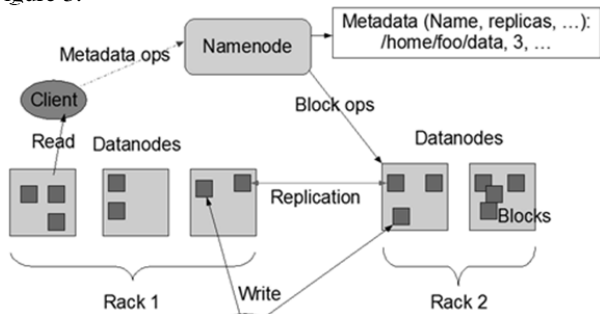 Metadata (Name, replicas, …):
/home/foo/data, 3, …
Namenode
Metadata ops
Client
Block ops
Read
Datanodes
Datanodes
Replication
Blocks
Write
Rack 1
Rack 2